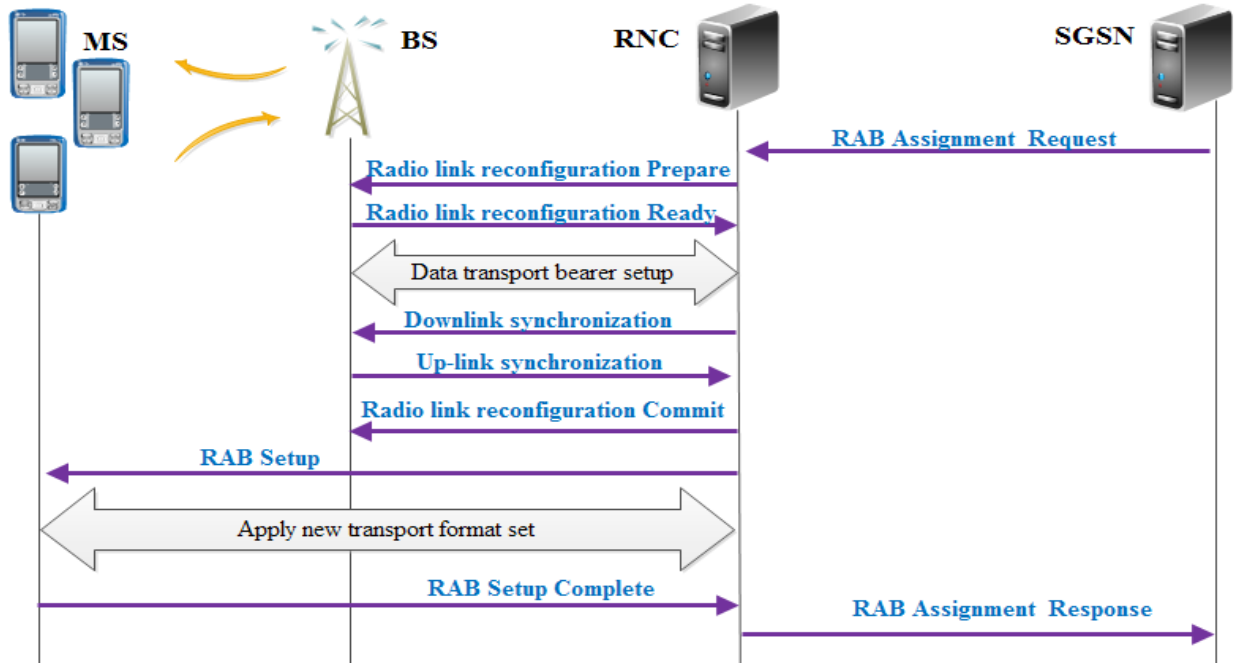 MS
BS
RNC
SGSN
RAB Assignment Request
Radio link reconfiguration Prepare
Radio link reconfiguration Ready
Data transport bearer setup
Downlink synchronization
Up-link synchronization
Radio link reconfiguration Commit
RAB Setup
Apply new transport format set
RAB Setup Complete
RAB Assignment Response